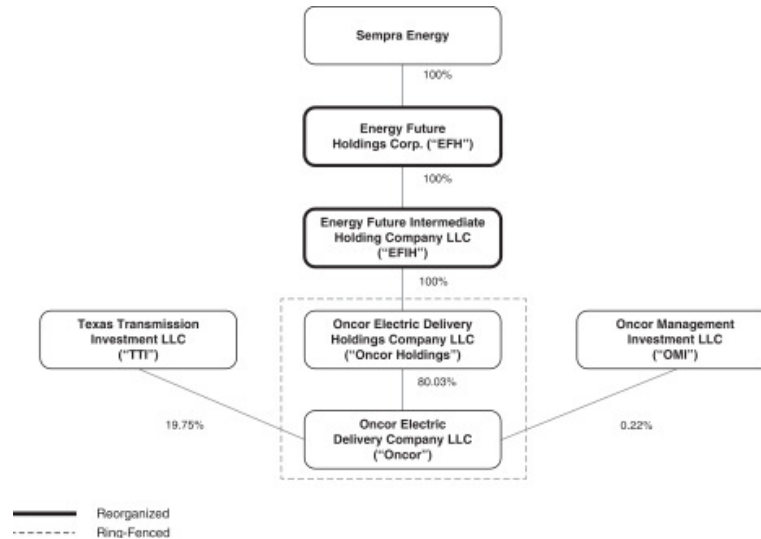 Sempra Energy
100%
Energy Future
Holdings Corp. (“EFH”)
100%
Energy Future Intermediate
Holding Company LLC
(“EFIH”)
100%
Texas Transmission
Investment LLC
(“TTI”)
Oncor Electric Delivery
Holdings Company LLC
(“Oncor Holdings”)
Oncor Management
Investment LLC
(“OMI”)
80.03%
19.75%
0.22%
Oncor Electric
Delivery Company LLC
(“Oncor”)
Reorganized
Ring-Fenced